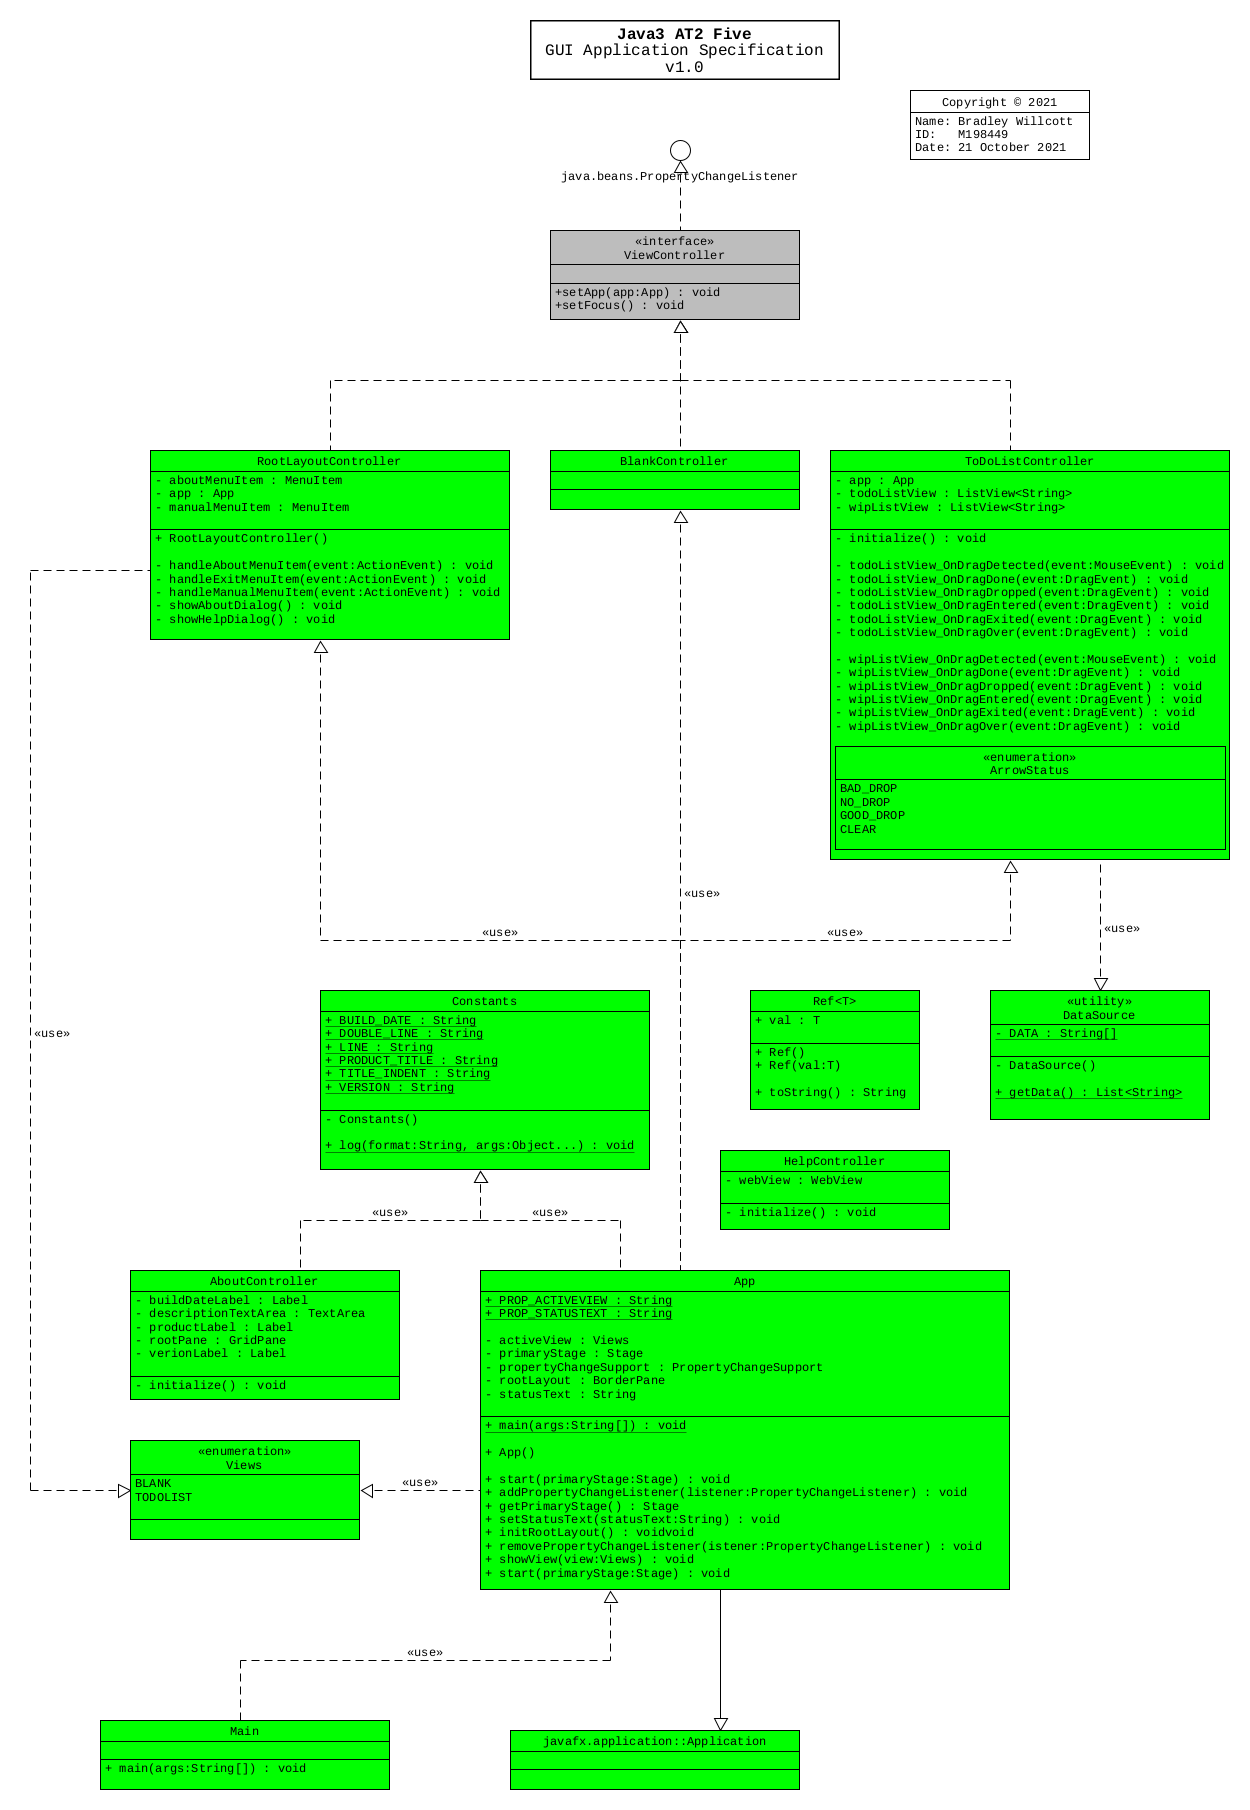 Java3 AT2 Five
GUI Application Specification
v1.0
Copyright © 2021
Name: Bradley Willcott
ID:   M198449
Date: 21 October 2021
java.beans.PropertyChangeListener
«interface»
ViewController
+setApp(app:App) : void
+setFocus() : void
RootLayoutController
- aboutMenuItem : MenuItem
- app : App
- manualMenuItem : MenuItem
+ RootLayoutController()
- handleAboutMenuItem(event:ActionEvent) : void
- handleExitMenuItem(event:ActionEvent) : void
- handleManualMenuItem(event:ActionEvent) : void
- showAboutDialog() : void
- showHelpDialog() : void
BlankController
ToDoListController
- app : App
- todoListView : ListView<String>
- wipListView : ListView<String>
- initialize() : void
- todoListView_OnDragDetected(event:MouseEvent) : void
- todoListView_OnDragDone(event:DragEvent) : void
- todoListView_OnDragDropped(event:DragEvent) : void
- todoListView_OnDragEntered(event:DragEvent) : void
- todoListView_OnDragExited(event:DragEvent) : void
- todoListView_OnDragOver(event:DragEvent) : void
- wipListView_OnDragDetected(event:MouseEvent) : void
- wipListView_OnDragDone(event:DragEvent) : void
- wipListView_OnDragDropped(event:DragEvent) : void
- wipListView_OnDragEntered(event:DragEvent) : void
- wipListView_OnDragExited(event:DragEvent) : void
- wipListView_OnDragOver(event:DragEvent) : void
«enumeration»
ArrowStatus
BAD_DROP
NO_DROP
GOOD_DROP
CLEAR
«use»
«use»
«use»
«use»
«use»
Constants
+ BUILD_DATE : String
+ DOUBLE_LINE : String
+ LINE : String
+ PRODUCT_TITLE : String
+ TITLE_INDENT : String
+ VERSION : String
- Constants()
+ log(format:String, args:Object...) : void
Ref<T>
+ val : T
+ Ref()
+ Ref(val:T)
+ toString() : String
«utility»
DataSource
- DATA : String[]
- DataSource()
+ getData() : List<String>
HelpController
- webView : WebView
- initialize() : void
«use»
«use»
AboutController
- buildDateLabel : Label
- descriptionTextArea : TextArea
- productLabel : Label
- rootPane : GridPane
- verionLabel : Label
- initialize() : void
App
+ PROP_ACTIVEVIEW : String
+ PROP_STATUSTEXT : String
- activeView : Views
- primaryStage : Stage
- propertyChangeSupport : PropertyChangeSupport
- rootLayout : BorderPane
- statusText : String
+ main(args:String[]) : void
+ App()
+ start(primaryStage:Stage) : void
+ addPropertyChangeListener(listener:PropertyChangeListener) : void
+ getPrimaryStage() : Stage
+ setStatusText(statusText:String) : void
+ initRootLayout() : voidvoid
+ removePropertyChangeListener(istener:PropertyChangeListener) : void
+ showView(view:Views) : void
+ start(primaryStage:Stage) : void
«enumeration»
Views
BLANK
TODOLIST
«use»
«use»
Main
+ main(args:String[]) : void
javafx.application::Application